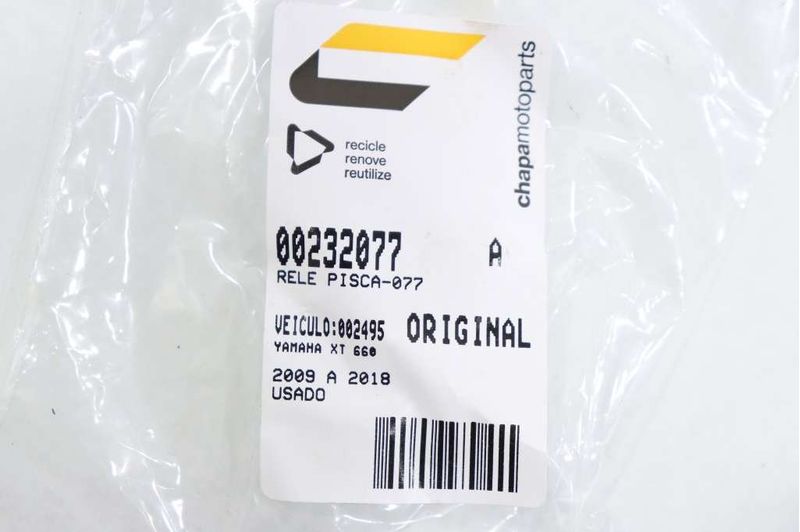 chapamotoparts
recicle
renove
reutilize
00232077 A
RELE PISCA-077
VEICULO:002495 ORIGINAL
YAMAHA XT 660
2009 A 2018
USADO